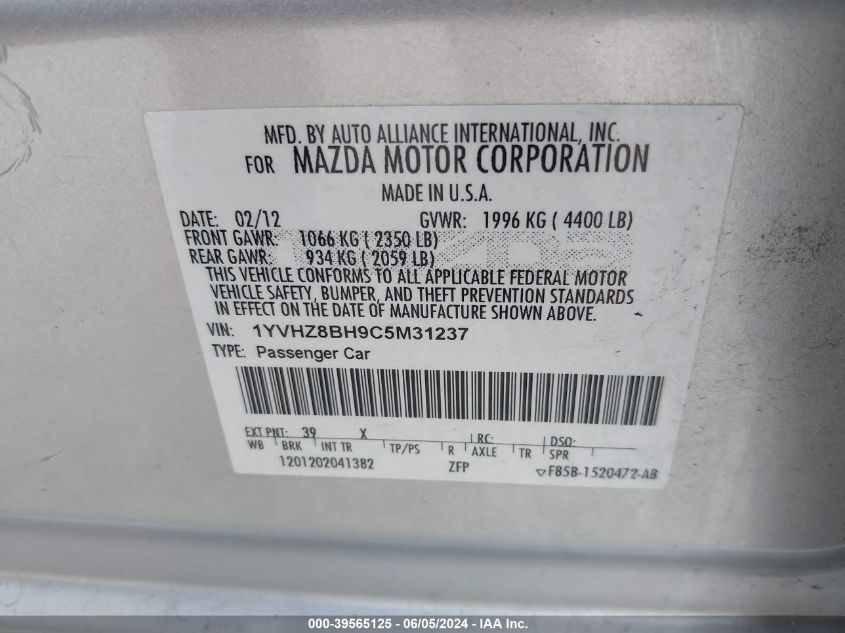 MFD. BY AUTO ALLIANCE INTERNATIONAL, INC.
FOR MAZDA MOTOR CORPORATION
MADE IN U.S.A.
DATE: 02/12 GVWR: 1996 KG ( 4400 LB)
FRONT GAWR: 1066 KG ( 2350 LB)
REAR GAWR: 934 KG ( 2059 LB)
THIS VEHICLE CONFORMS TO ALL APPLICABLE FEDERAL MOTOR
VEHICLE SAFETY, BUMPER, AND THEFT PREVENTION STANDARDS
IN EFFECT ON THE DATE OF MANUFACTURE SHOWN ABOVE.
VIN: 1YVHZ8BH9C5M31237
TYPE: Passenger Car
EXT PNT: 39 X RC: DSO:
WB BRK INT TR TP/PS R AXLE TR SPR
1201202041382 ZFP F85B-1520472-AB
000-39565125 - 06/05/2024 - IAA Inc.